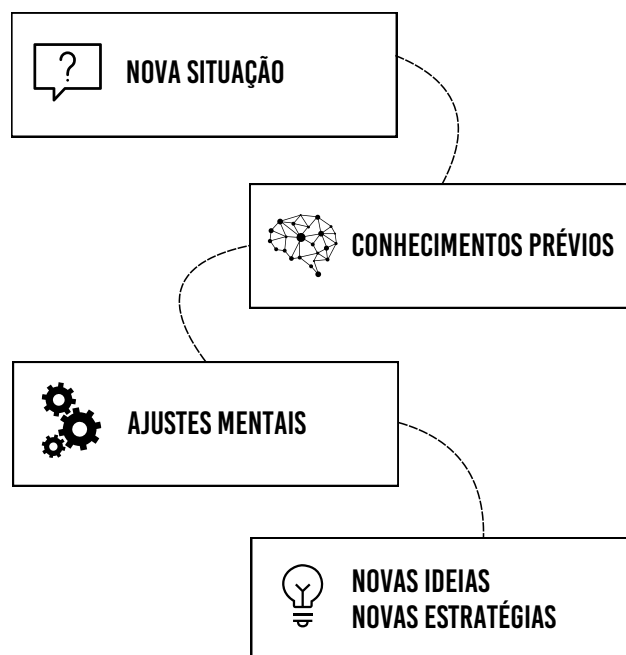 ?
NOVA SITUAÇÃO
CONHECIMENTOS PRÉVIOS
AJUSTES MENTAIS
NOVAS IDEIAS
NOVAS ESTRATÉGIAS